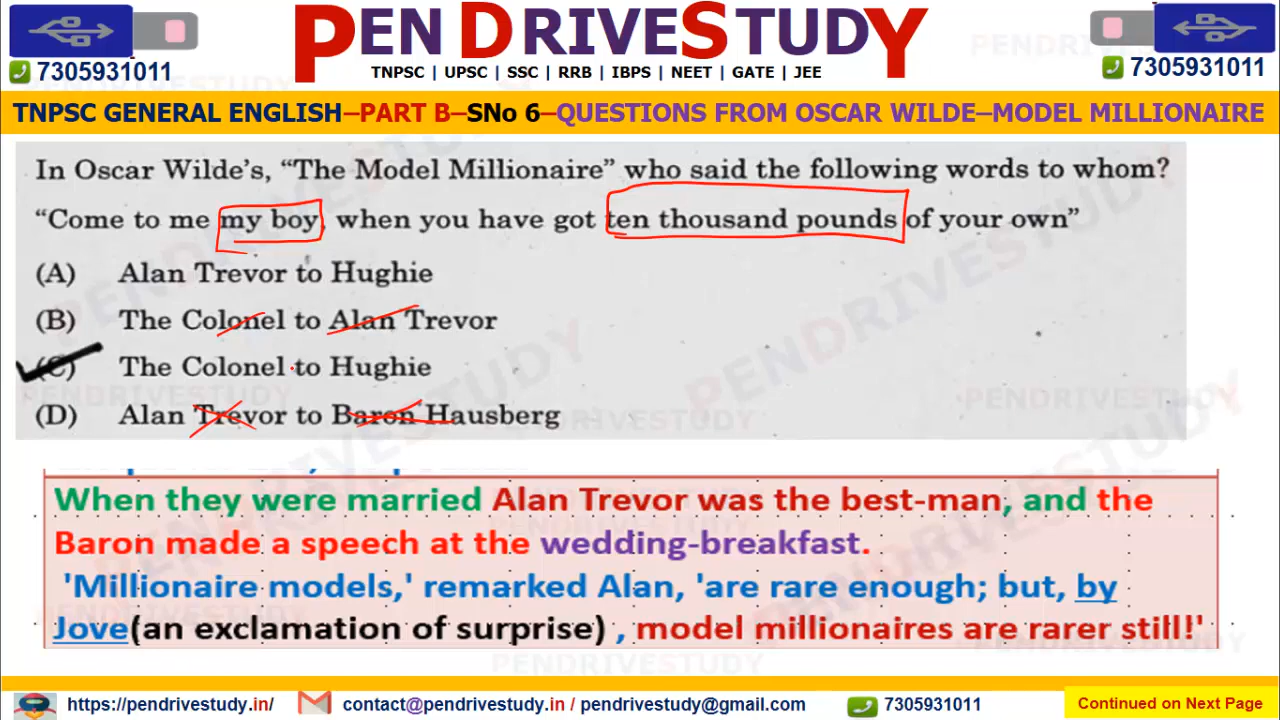 PEN DRIVESTUDY
7305931011
TNPSC | UPSC | SSC | RRB | IBPS | NEET | GATE | JEE
7305931011
TNPSC GENERAL ENGLISH–PART B–SNo 6–QUESTIONS FROM OSCAR WILDE–MODEL MILLIONAIRE
In Oscar Wilde's, "The Model Millionaire" who said the following words to whom?
"Come to me my boy, when you have got ten thousand pounds of your own"
(A) Alan Trevor to Hughie
(B) The Colonel to Alan Trevor
(C) The Colonel to Hughie
(D) Alan Trevor to Baron Hausberg
When they were married Alan Trevor was the best-man, and the
Baron made a speech at the wedding-breakfast.
'Millionaire models,' remarked Alan, 'are rare enough; but, by
Jove(an exclamation of surprise) , model millionaires are rarer still!'
https://pendrivestudy.in/ contact@pendrivestudy.in / pendrivestudy@gmail.com 7305931011 Continued on Next Page